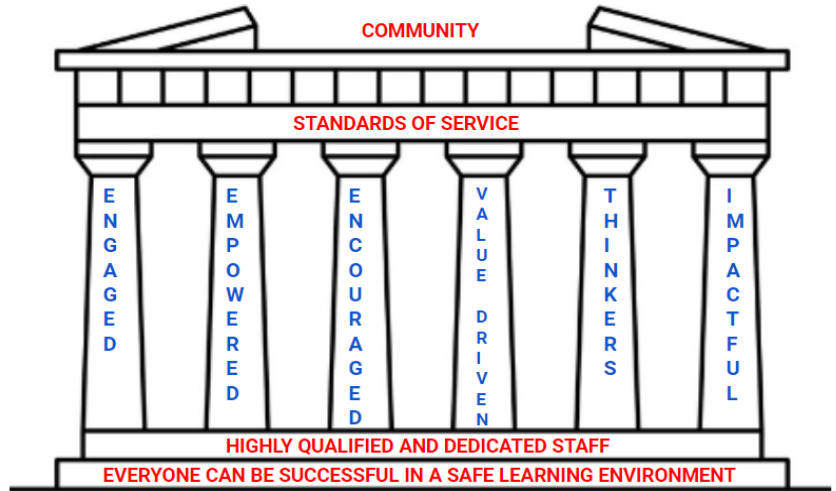 COMMUNITY
STANDARDS OF SERVICE
ENGAGED
EMPOWERED
ENCOURAGED
VALUE DRIVEN
THINKERS
IMPACTFUL
HIGHLY QUALIFIED AND DEDICATED STAFF
EVERYONE CAN BE SUCCESSFUL IN A SAFE LEARNING ENVIRONMENT